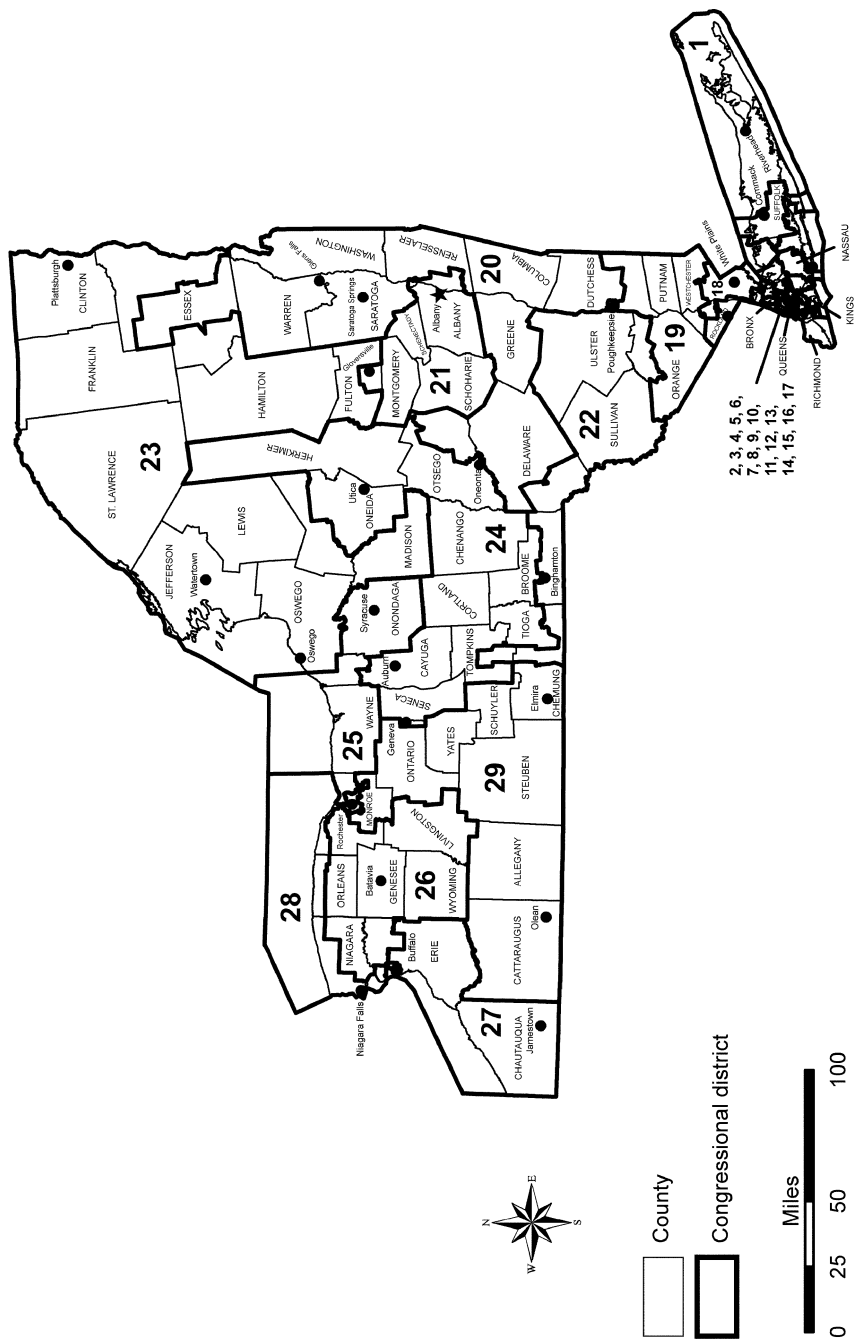 Plattsburgh
CLINTON
FRANKLIN
ESSEX
ST. LAWRENCE
23
HAMILTON
WARREN
Glens Falls
WASHINGTON
Saratoga Springs
SARATOGA
HERKIMER
LEWIS
JEFFERSON
Watertown
FULTON
Gloversville
MONTGOMERY
SCHENECTADY
Albany
ALBANY
RENSSELAER
20
COLUMBIA
21
SCHOHARIE
GREENE
Utica
ONEIDA
OTSEGO
Oneonta
DELAWARE
OSWEGO
Oswego
MADISON
CHENANGO
24
Syracuse
ONONDAGA
CORTLAND
BROOME
Binghamton
TIOGA
Auburn
CAYUGA
TOMPKINS
SENECA
SCHUYLER
Elmira
CHEMUNG
WAYNE
25
Geneva
ONTARIO
YATES
29
STEUBEN
Rochester
MONROE
LIVINGSTON
28
ORLEANS
Batavia
GENESEE
26
WYOMING
ALLEGANY
NIAGARA
Niagara Falls
Buffalo
ERIE
CATTARAUGUS
Olean
27
CHAUTAUQUA
Jamestown
DUTCHESS
Poughkeepsie
ULSTER
22
SULLIVAN
PUTNAM
19
ORANGE
WESTCHESTER
18
White Plains
1
Riverhead
Commack
SUFFOLK
BRONX
QUEENS
2, 3, 4, 5, 6,
7, 8, 9, 10,
11, 12, 13,
14, 15, 16, 17
RICHMOND
KINGS
NASSAU
N
E
S
W
County
Congressional district
Miles
0 25 50 100